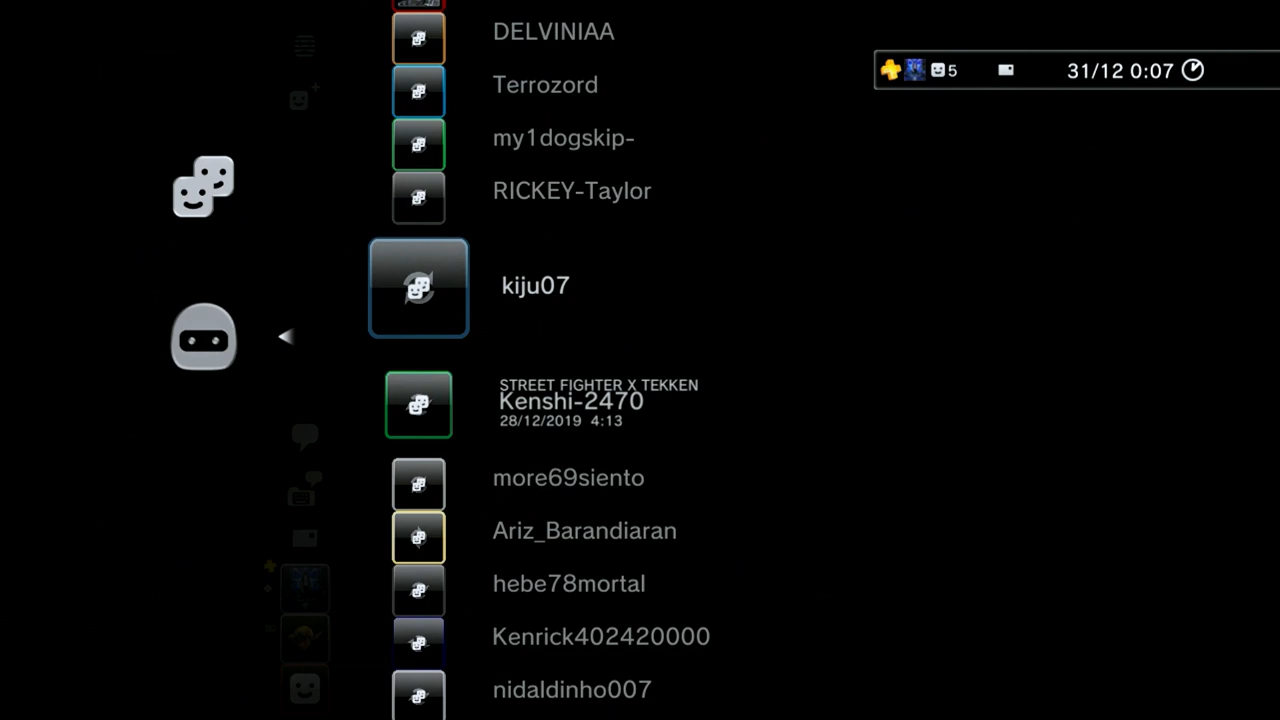 DELVINIAA
5
31/12 0:07
Terrozord
my1dogskip-
RICKEY-Taylor
kiju07
STREET FIGHTER X TEKKEN
Kenshi-2470
28/12/2019 4:13
more69siento
Ariz_Barandiaran
hebe78mortal
Kenrick402420000
nidaldinho007